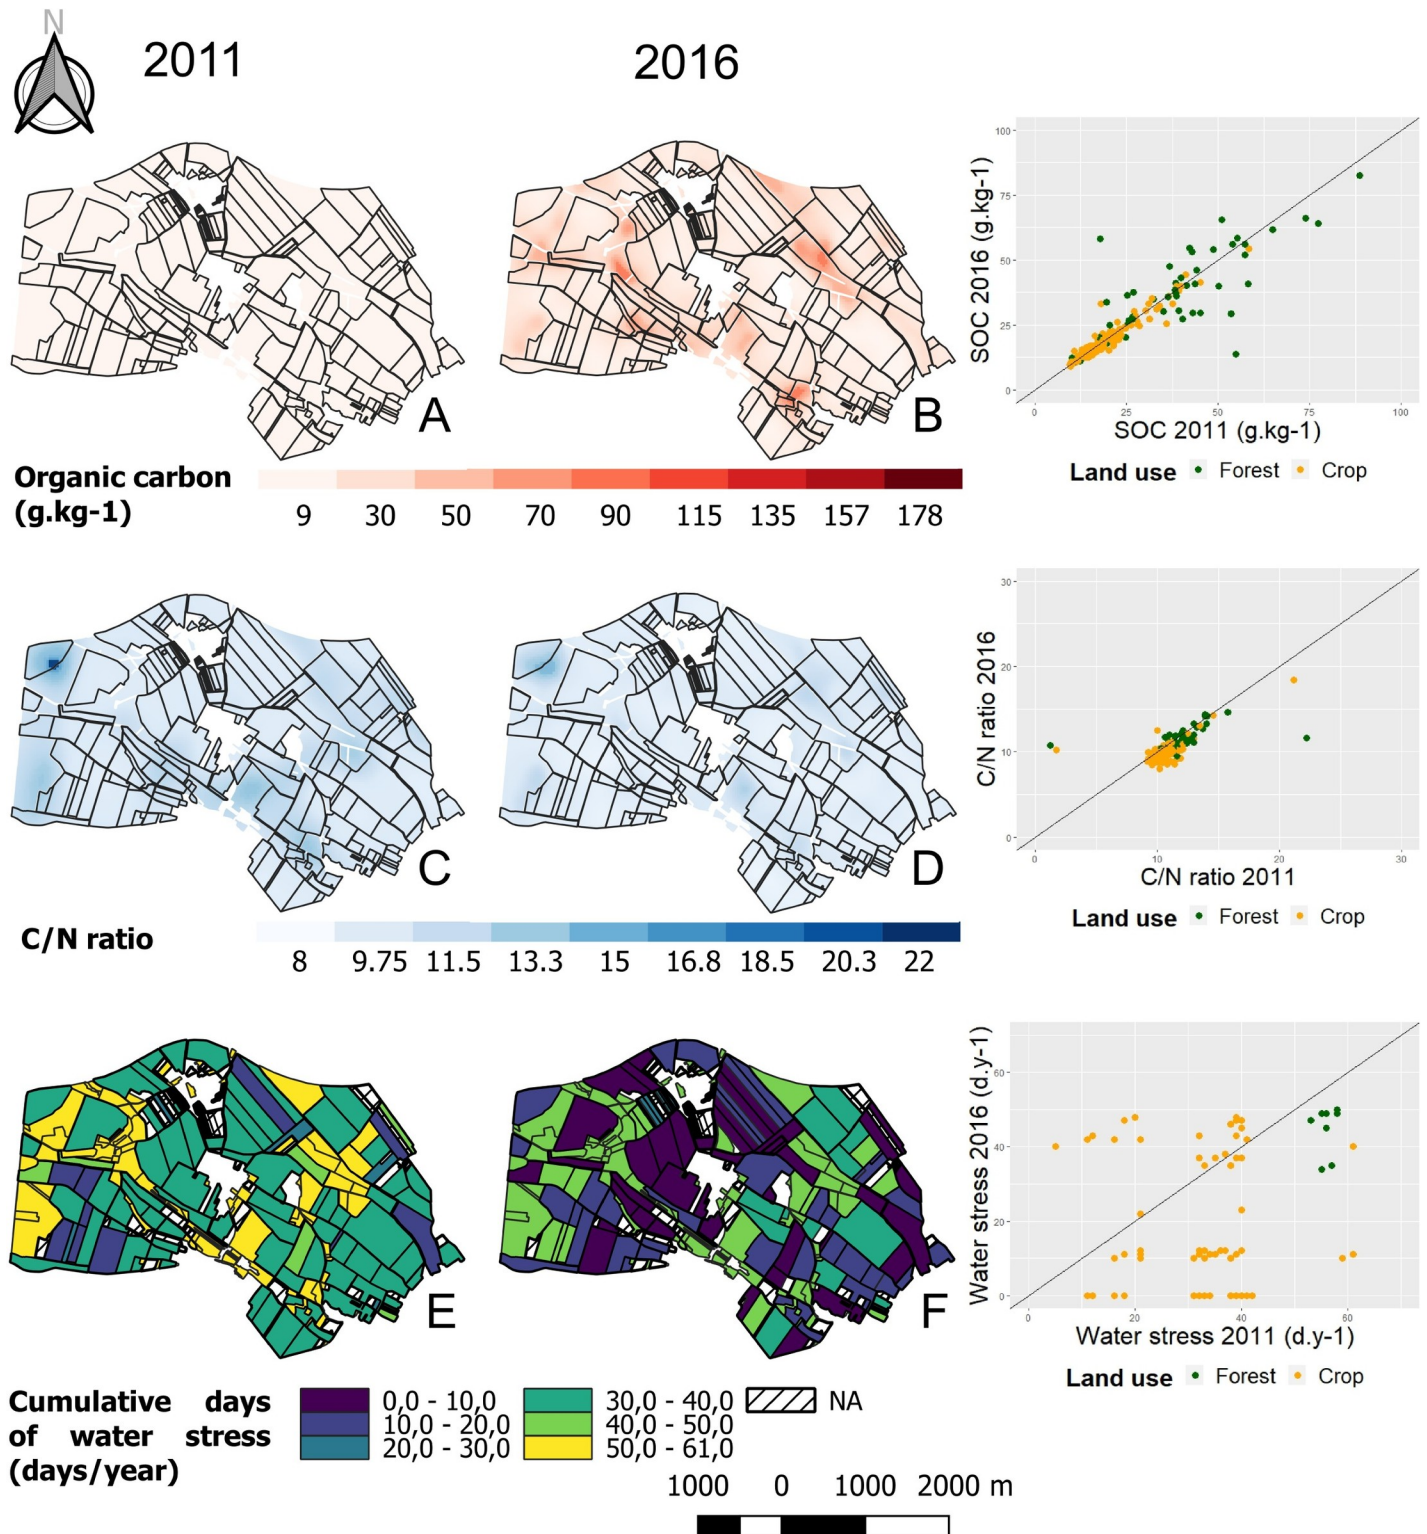 N
2011
2016
A
B
Organic carbon
(g.kg-1)
9 30 50 70 90 115 135 157 178
SOC 2016 (g.kg-1)
100
75
50
25
0
0 25 50 75 100
SOC 2011 (g.kg-1)
Land use Forest Crop
C
D
C/N ratio
8 9.75 11.5 13.3 15 16.8 18.5 20.3 22
C/N ratio 2016
30
20
10
0
0 10 20 30
C/N ratio 2011
Land use Forest Crop
E
F
Water stress 2016 (d.y-1)
60
40
20
0
0 20 40 60
Water stress 2011 (d.y-1)
Land use Forest Crop
Cumulative days
of water stress
(days/year)
0,0 - 10,0
10,0 - 20,0
20,0 - 30,0
30,0 - 40,0
40,0 - 50,0
50,0 - 61,0
NA
1000 0 1000 2000 m